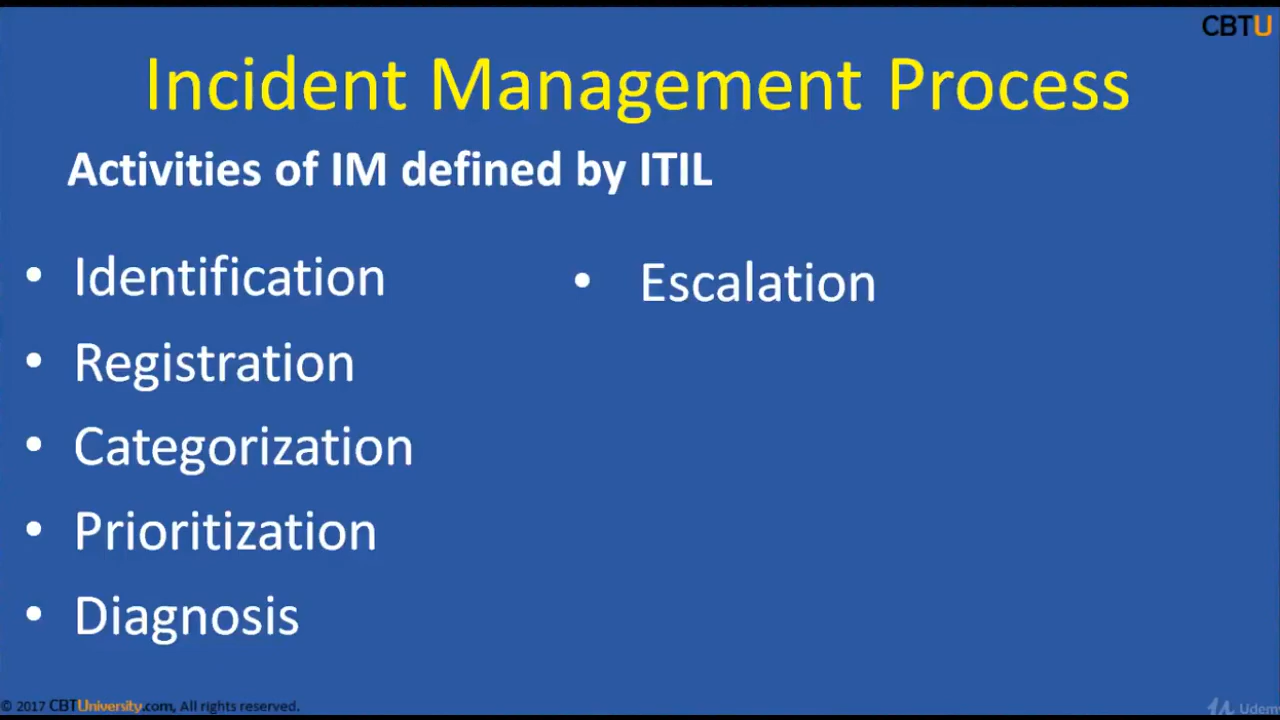 CBTU
Incident Management Process
Activities of IM defined by ITIL
• Identification
• Registration
• Categorization
• Prioritization
• Diagnosis
• Escalation
© 2017 CBTUniversity.com, All rights reserved.
Udem